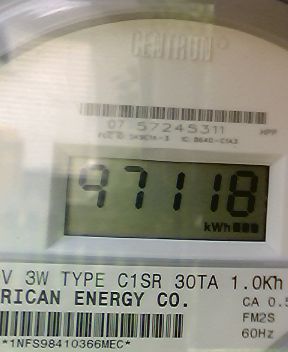 CENTRON
07 57245311 HPP
97118
kWh
V 3W TYPE C1SR 30TA 1.0Kh
RICAN ENERGY CO.
CA 0.5
FM2S
60Hz
*1NFS98410366MEC*